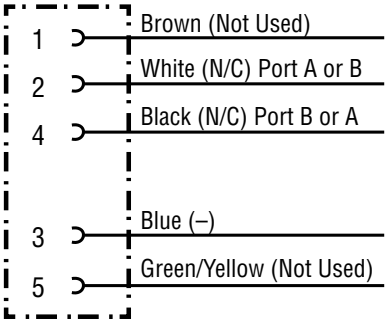 1 Brown (Not Used)
2 White (N/C) Port A or B
4 Black (N/C) Port B or A
3 Blue (–)
5 Green/Yellow (Not Used)